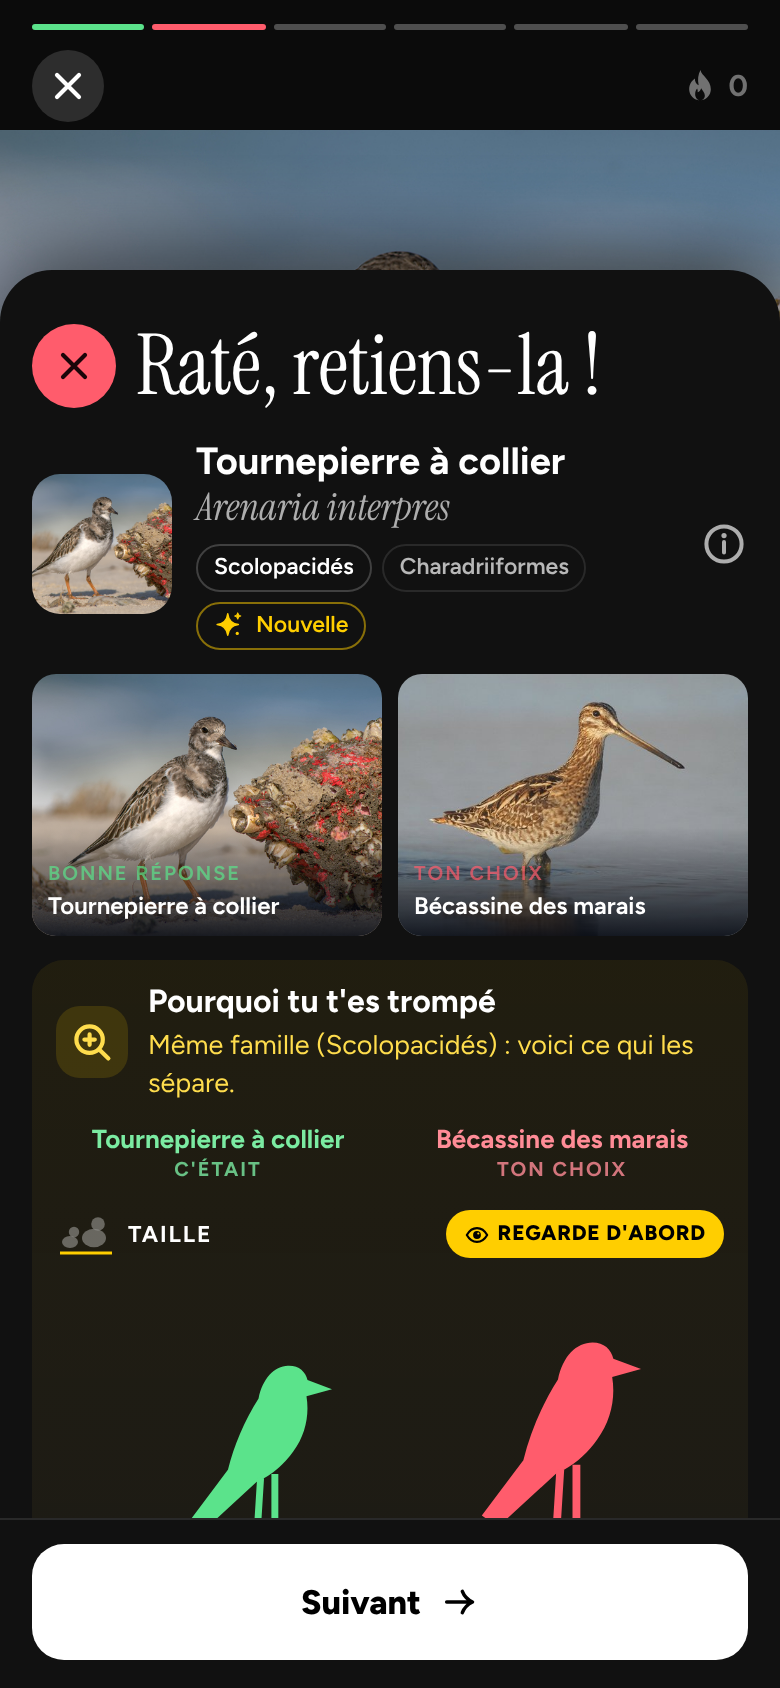 0
Raté, retiens-la !
Tournepierre à collier
Arenaria interpres
Scolopacidés
Charadriiformes
Nouvelle
BONNE RÉPONSE
Tournepierre à collier
TON CHOIX
Bécassine des marais
Pourquoi tu t'es trompé
Même famille (Scolopacidés) : voici ce qui les
sépare.
Tournepierre à collier
C'ÉTAIT
Bécassine des marais
TON CHOIX
TAILLE
REGARDE D'ABORD
Suivant